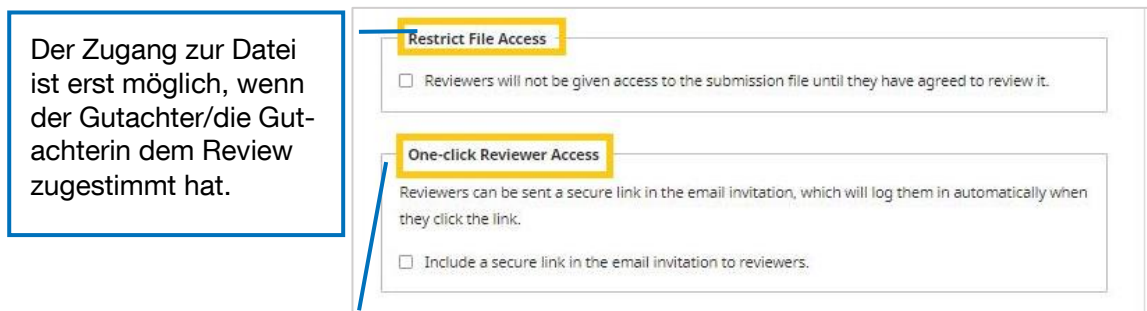 Der Zugang zur Datei
ist erst möglich, wenn
der Gutachter/die Gut-
achterin dem Review
zugestimmt hat.
Restrict File Access
Reviewers will not be given access to the submission file until they have agreed to review it.
One-click Reviewer Access
Reviewers can be sent a secure link in the email invitation, which will log them in automatically when
they click the link.
Include a secure link in the email invitation to reviewers.